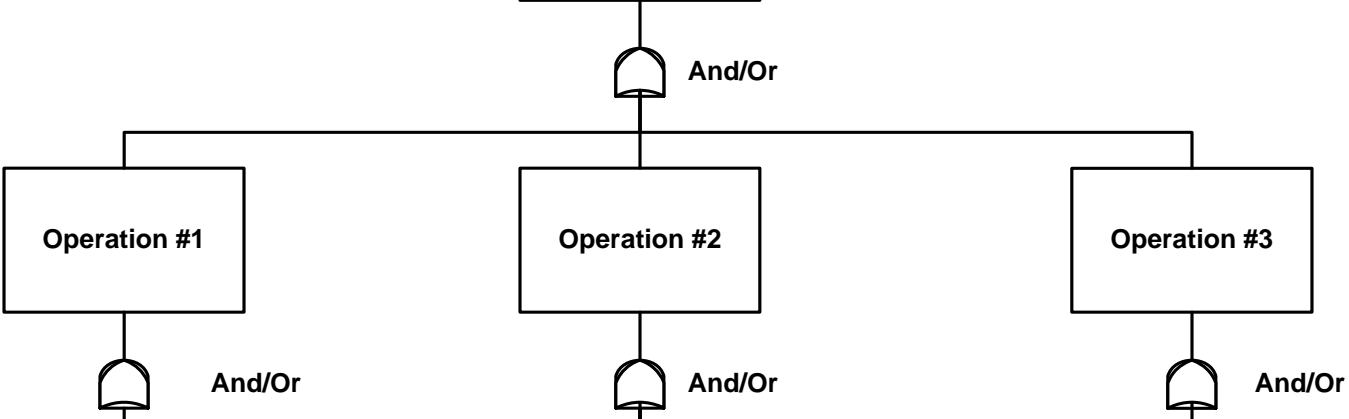 And/Or
Operation #1
Operation #2
Operation #3
And/Or
And/Or
And/Or